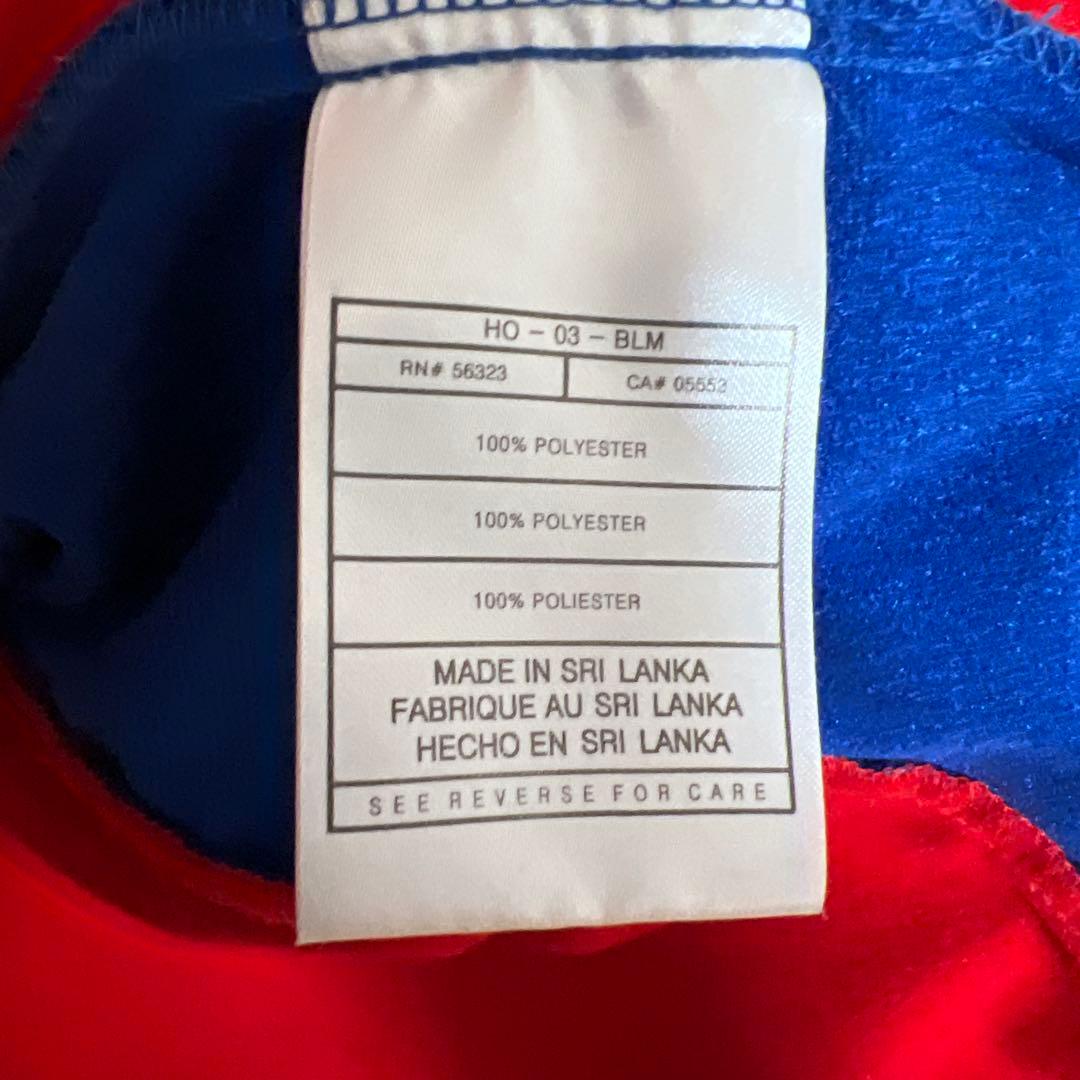 HO - 03 - BLM
RN# 56323 CA# 05553
100% POLYESTER
100% POLYESTER
100% POLIESTER
MADE IN SRI LANKA
FABRIQUE AU SRI LANKA
HECHO EN SRI LANKA
SEE REVERSE FOR CARE